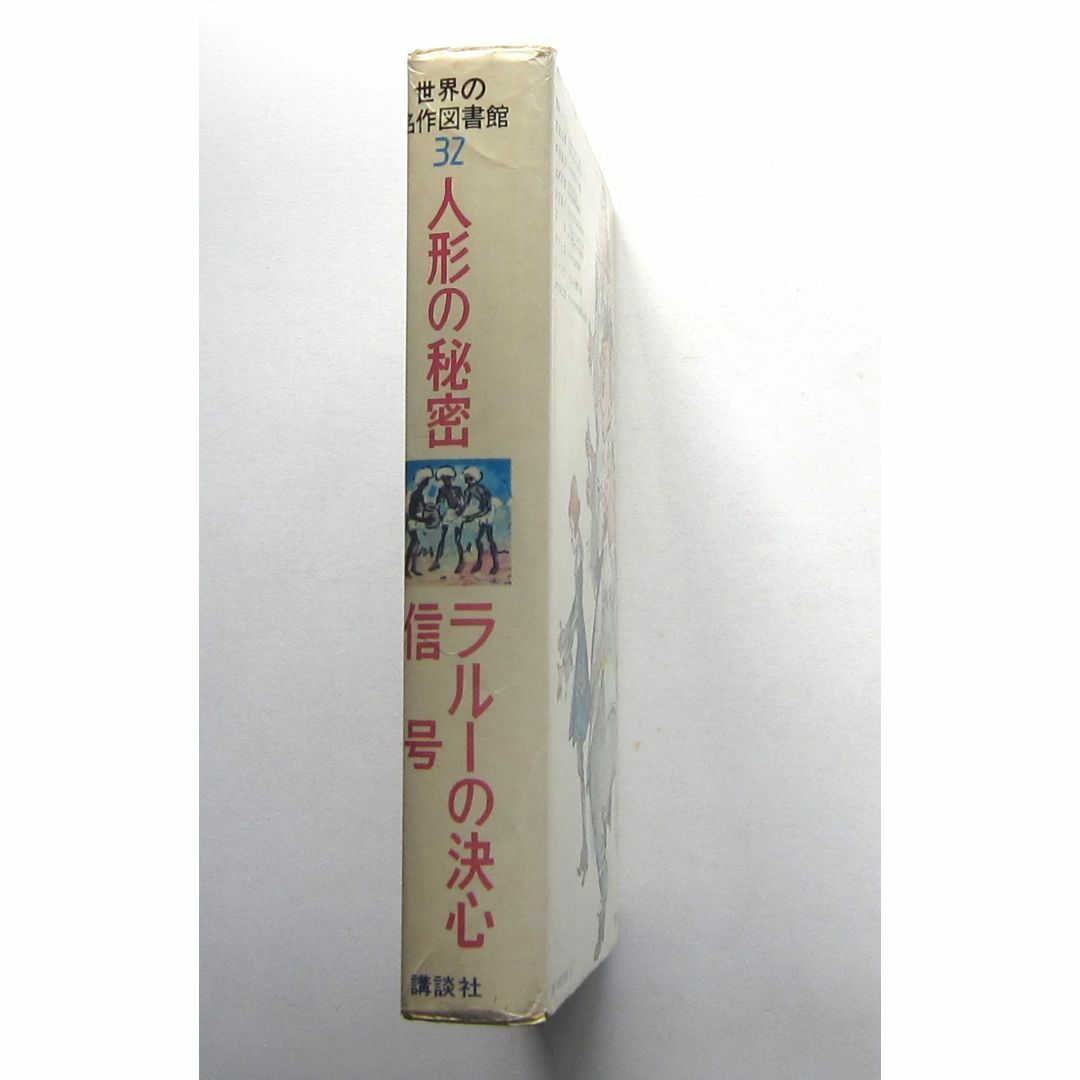 世界の
名作図書館
32
人形の秘密
ラルーの決心
信号
講談社